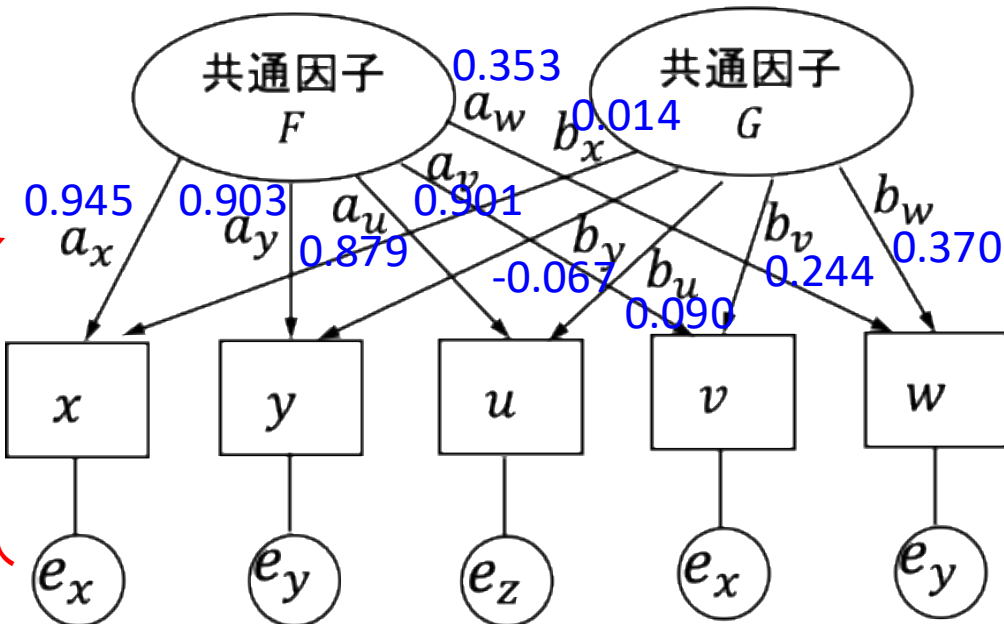 共通因子
F
共通因子
G
0.353
a_w
b_x
0.014
0.945
a_x
0.903
a_y
a_u
0.879
a_v
0.901
b_y
-0.067
b_u
0.090
b_v
0.244
b_w
0.370
x
y
u
v
w
e_x
e_y
e_z
e_x
e_y